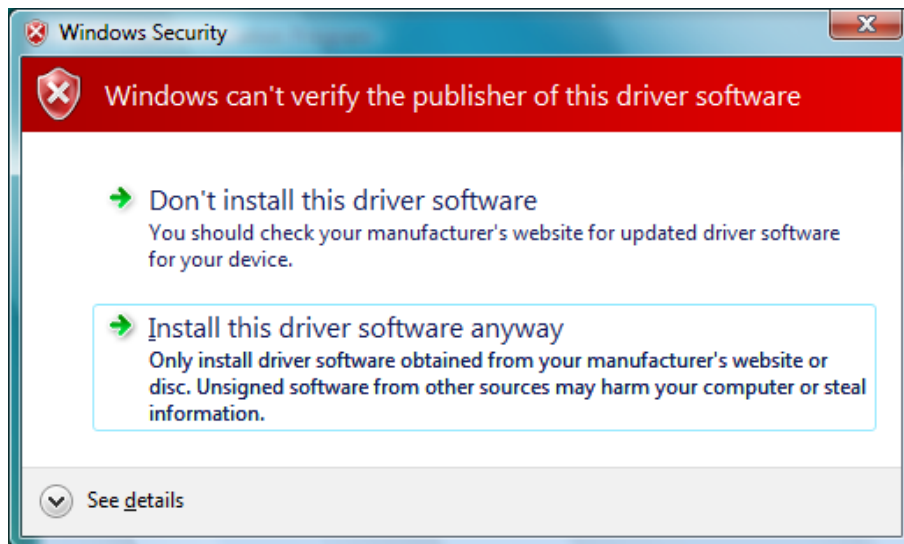 Windows Security
Windows can't verify the publisher of this driver software
Don't install this driver software
You should check your manufacturer's website for updated driver software
for your device.
Install this driver software anyway
Only install driver software obtained from your manufacturer's website or
disc. Unsigned software from other sources may harm your computer or steal
information.
See details